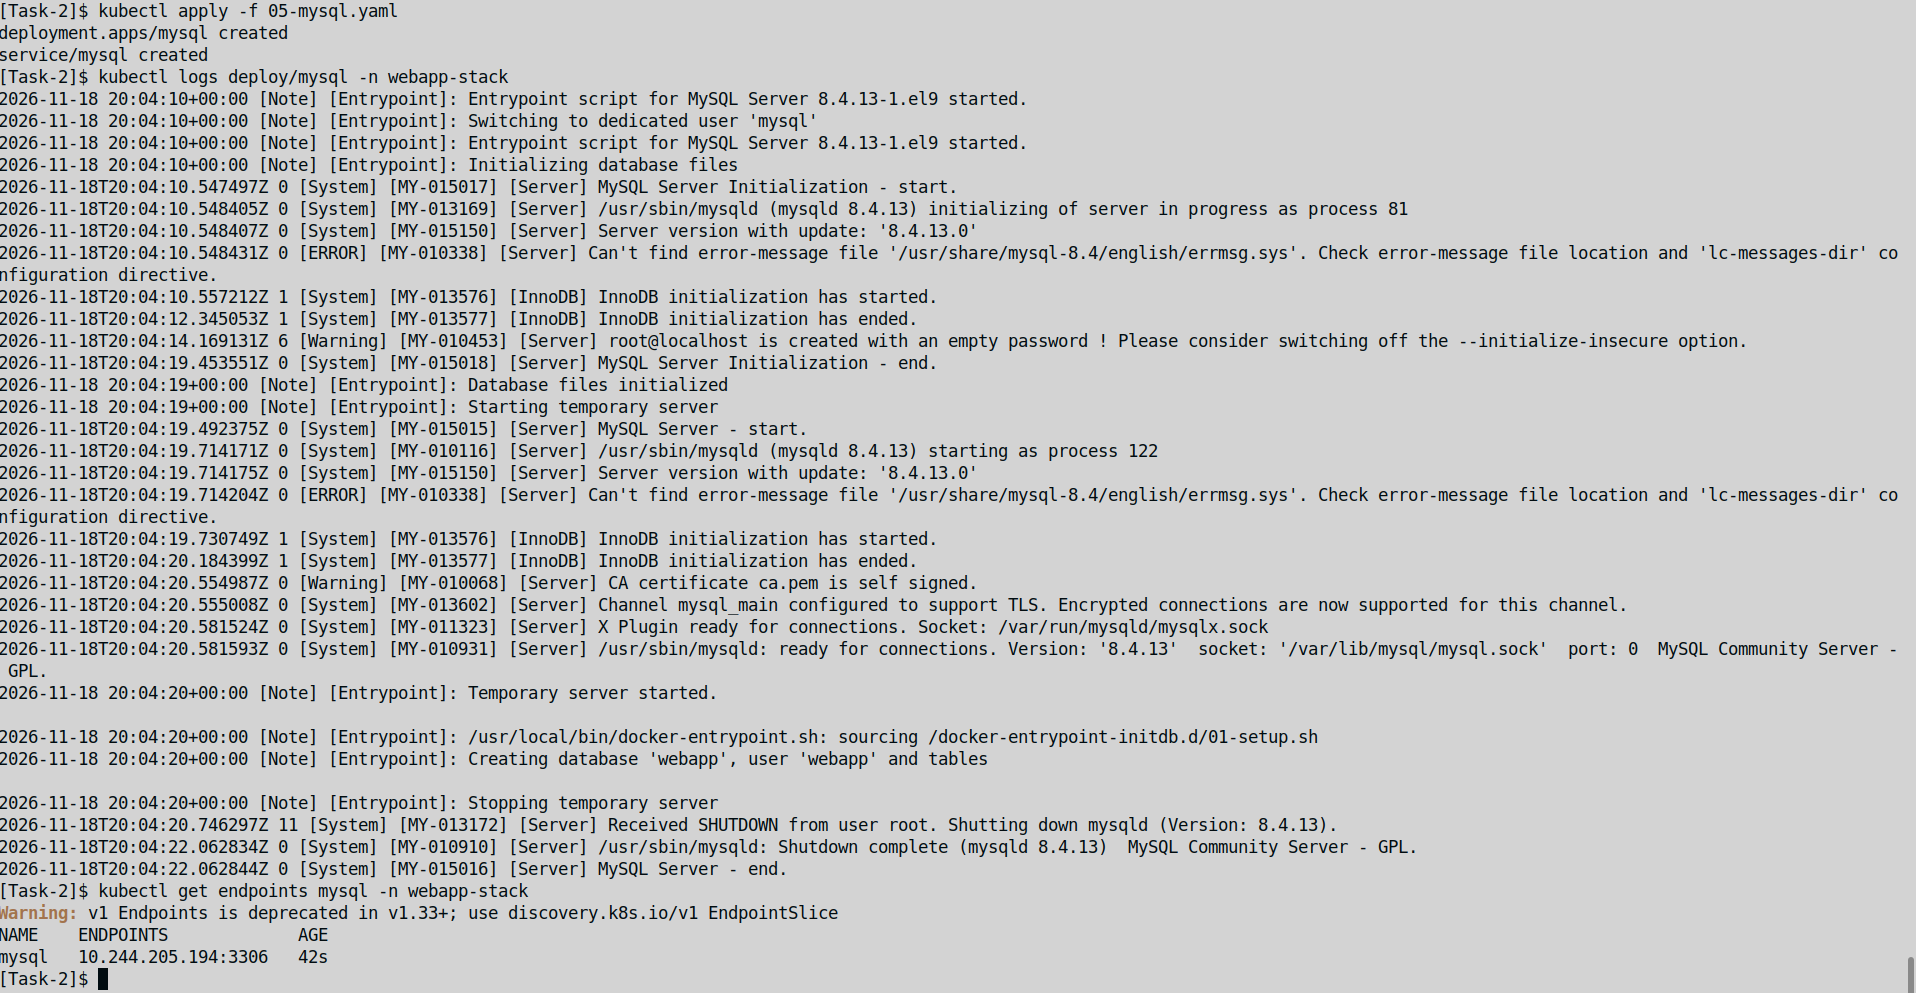 [Task-2]$ kubectl apply -f 05-mysql.yaml
deployment.apps/mysql created
service/mysql created
[Task-2]$ kubectl logs deploy/mysql -n webapp-stack
2026-11-18 20:04:10+00:00 [Note] [Entrypoint]: Entrypoint script for MySQL Server 8.4.13-1.el9 started.
2026-11-18 20:04:10+00:00 [Note] [Entrypoint]: Switching to dedicated user 'mysql'
2026-11-18 20:04:10+00:00 [Note] [Entrypoint]: Entrypoint script for MySQL Server 8.4.13-1.el9 started.
2026-11-18 20:04:10+00:00 [Note] [Entrypoint]: Initializing database files
2026-11-18T20:04:10.547497Z 0 [System] [MY-015017] [Server] MySQL Server Initialization - start.
2026-11-18T20:04:10.548405Z 0 [System] [MY-013169] [Server] /usr/sbin/mysqld (mysqld 8.4.13) initializing of server in progress as process 81
2026-11-18T20:04:10.548407Z 0 [System] [MY-015150] [Server] Server version with update: '8.4.13.0'
2026-11-18T20:04:10.548431Z 0 [ERROR] [MY-010338] [Server] Can't find error-message file '/usr/share/mysql-8.4/english/errmsg.sys'. Check error-message file location and 'lc-messages-dir' co
nfiguration directive.
2026-11-18T20:04:10.557212Z 1 [System] [MY-013576] [InnoDB] InnoDB initialization has started.
2026-11-18T20:04:12.345053Z 1 [System] [MY-013577] [InnoDB] InnoDB initialization has ended.
2026-11-18T20:04:14.169131Z 6 [Warning] [MY-010453] [Server] root@localhost is created with an empty password ! Please consider switching off the --initialize-insecure option.
2026-11-18T20:04:19.453551Z 0 [System] [MY-015018] [Server] MySQL Server Initialization - end.
2026-11-18 20:04:19+00:00 [Note] [Entrypoint]: Database files initialized
2026-11-18 20:04:19+00:00 [Note] [Entrypoint]: Starting temporary server
2026-11-18T20:04:19.492375Z 0 [System] [MY-015015] [Server] MySQL Server - start.
2026-11-18T20:04:19.714171Z 0 [System] [MY-010116] [Server] /usr/sbin/mysqld (mysqld 8.4.13) starting as process 122
2026-11-18T20:04:19.714175Z 0 [System] [MY-015150] [Server] Server version with update: '8.4.13.0'
2026-11-18T20:04:19.714204Z 0 [ERROR] [MY-010338] [Server] Can't find error-message file '/usr/share/mysql-8.4/english/errmsg.sys'. Check error-message file location and 'lc-messages-dir' co
nfiguration directive.
2026-11-18T20:04:19.730749Z 1 [System] [MY-013576] [InnoDB] InnoDB initialization has started.
2026-11-18T20:04:20.184399Z 1 [System] [MY-013577] [InnoDB] InnoDB initialization has ended.
2026-11-18T20:04:20.554987Z 0 [Warning] [MY-010068] [Server] CA certificate ca.pem is self signed.
2026-11-18T20:04:20.555008Z 0 [System] [MY-013602] [Server] Channel mysql_main configured to support TLS. Encrypted connections are now supported for this channel.
2026-11-18T20:04:20.581524Z 0 [System] [MY-011323] [Server] X Plugin ready for connections. Socket: /var/run/mysqld/mysqlx.sock
2026-11-18T20:04:20.581593Z 0 [System] [MY-010931] [Server] /usr/sbin/mysqld: ready for connections. Version: '8.4.13'  socket: '/var/lib/mysql/mysql.sock'  port: 0  MySQL Community Server -
 GPL.
2026-11-18 20:04:20+00:00 [Note] [Entrypoint]: Temporary server started.
2026-11-18 20:04:20+00:00 [Note] [Entrypoint]: /usr/local/bin/docker-entrypoint.sh: sourcing /docker-entrypoint-initdb.d/01-setup.sh
2026-11-18 20:04:20+00:00 [Note] [Entrypoint]: Creating database 'webapp', user 'webapp' and tables
2026-11-18 20:04:20+00:00 [Note] [Entrypoint]: Stopping temporary server
2026-11-18T20:04:20.746297Z 11 [System] [MY-013172] [Server] Received SHUTDOWN from user root. Shutting down mysqld (Version: 8.4.13).
2026-11-18T20:04:22.062834Z 0 [System] [MY-010910] [Server] /usr/sbin/mysqld: Shutdown complete (mysqld 8.4.13)  MySQL Community Server - GPL.
2026-11-18T20:04:22.062844Z 0 [System] [MY-015016] [Server] MySQL Server - end.
[Task-2]$ kubectl get endpoints mysql -n webapp-stack
Warning: v1 Endpoints is deprecated in v1.33+; use discovery.k8s.io/v1 EndpointSlice
NAME    ENDPOINTS             AGE
mysql   10.244.205.194:3306   42s
[Task-2]$